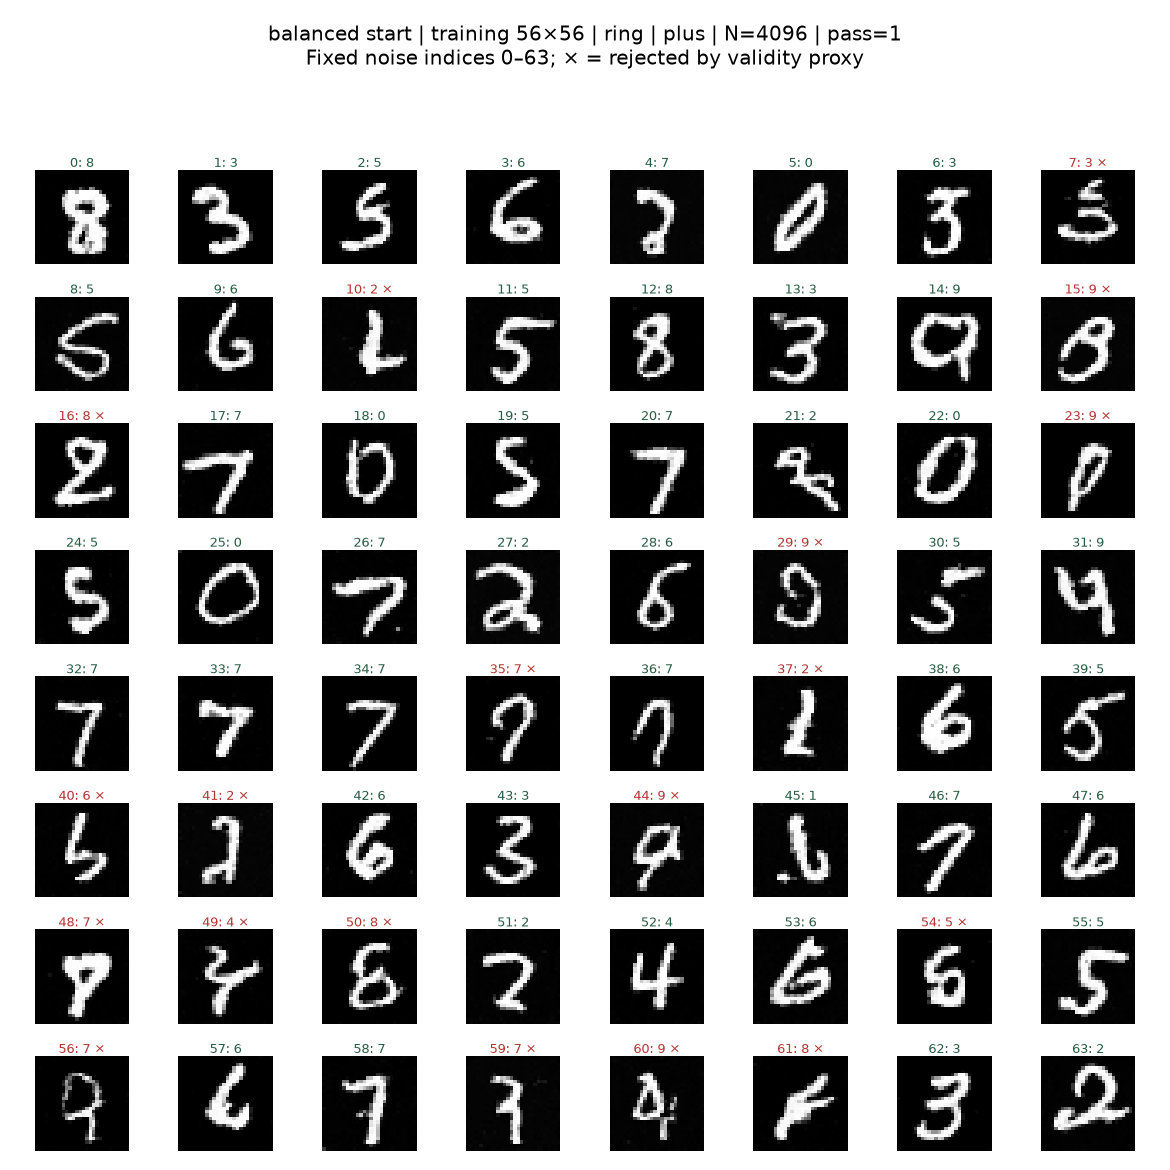 balanced start | training 56×56 | ring | plus | N=4096 | pass=1
Fixed noise indices 0–63; × = rejected by validity proxy
0: 8 1: 3 2: 5 3: 6 4: 7 5: 0 6: 3 7: 3 ×
8: 5 9: 6 10: 2 × 11: 5 12: 8 13: 3 14: 9 15: 9 ×
16: 8 × 17: 7 18: 0 19: 5 20: 7 21: 2 22: 0 23: 9 ×
24: 5 25: 0 26: 7 27: 2 28: 6 29: 9 × 30: 5 31: 9
32: 7 33: 7 34: 7 35: 7 × 36: 7 37: 2 × 38: 6 39: 5
40: 6 × 41: 2 × 42: 6 43: 3 44: 9 × 45: 1 46: 7 47: 6
48: 7 × 49: 4 × 50: 8 × 51: 2 52: 4 53: 6 54: 5 × 55: 5
56: 7 × 57: 6 58: 7 59: 7 × 60: 9 × 61: 8 × 62: 3 63: 2